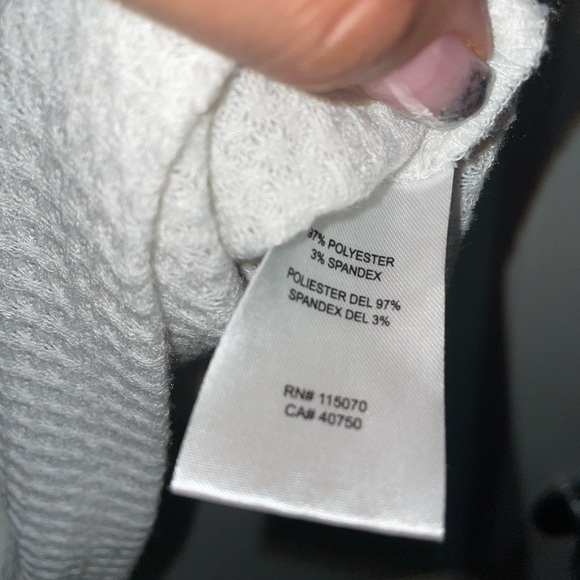 97% POLYESTER
3% SPANDEX
POLIESTER DEL 97%
SPANDEX DEL 3%
RN# 115070
CA# 40750